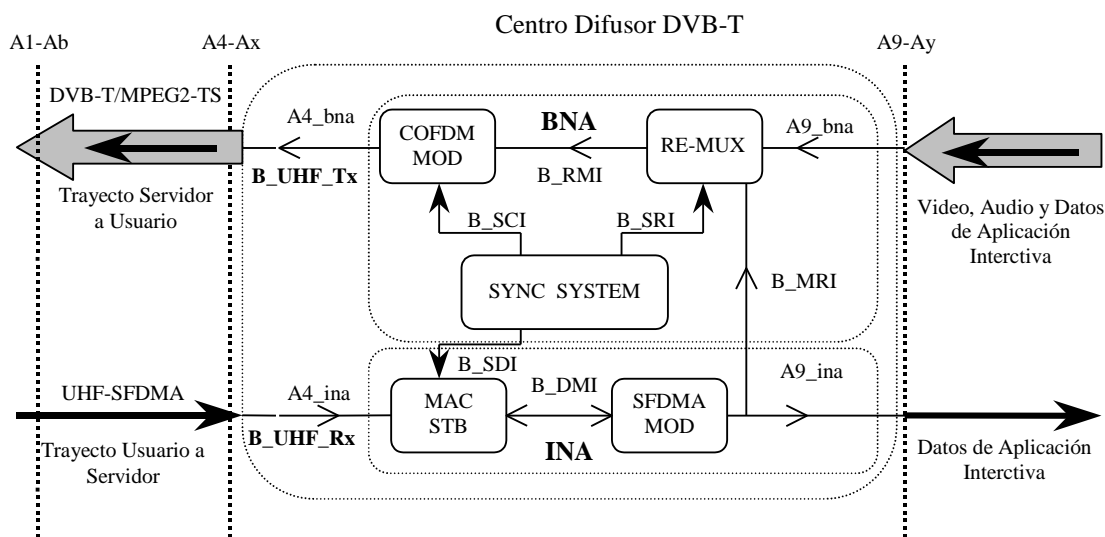 Centro Difusor DVB-T
A1-Ab
A4-Ax
A9-Ay
DVB-T/MPEG2-TS
A4_bna
COFDM
MOD
BNA
RE-MUX
A9_bna
B_RMI
B_UHF_Tx
Trayecto Servidor
a Usuario
Video, Audio y Datos
de Aplicación
Interctiva
B_SCI
B_SRI
SYNC SYSTEM
B_MRI
B_SDI
UHF-SFDMA
A4_ina
MAC
STB
B_DMI
SFDMA
MOD
A9_ina
B_UHF_Rx
INA
Trayecto Usuario a
Servidor
Datos de Aplicación
Interctiva